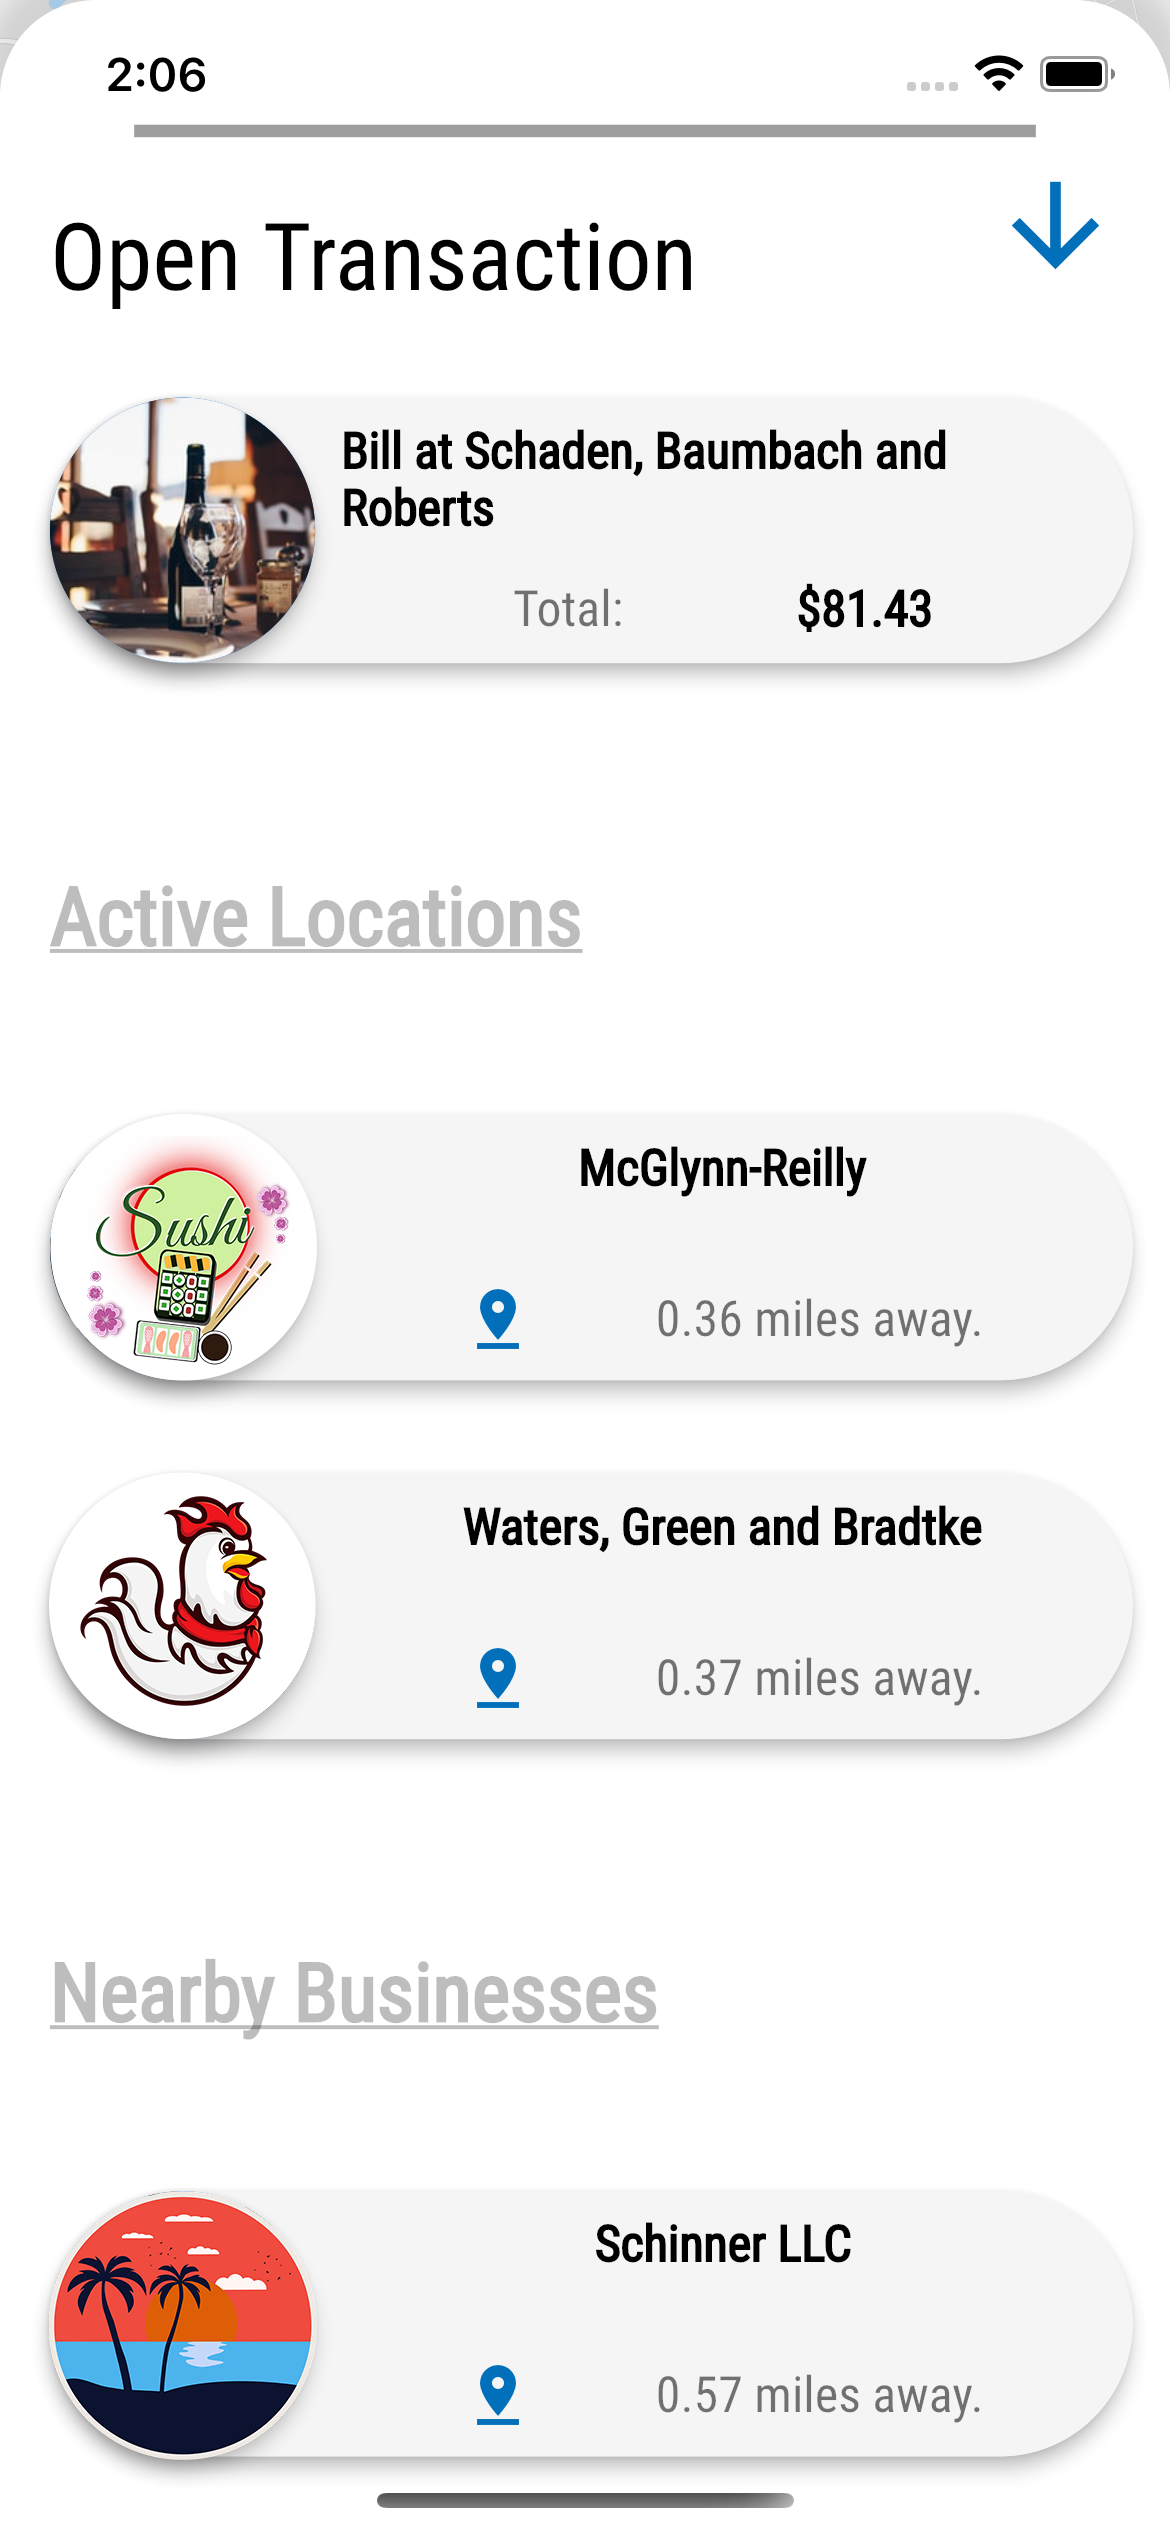 2:06
Open Transaction
Bill at Schaden, Baumbach and
Roberts
Total: $81.43
Active Locations
Sushi
McGlynn-Reilly
0.36 miles away.
Waters, Green and Bradtke
0.37 miles away.
Nearby Businesses
Schinner LLC
0.57 miles away.